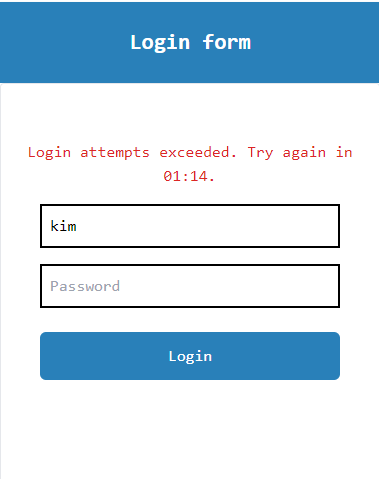 Login form
Login attempts exceeded. Try again in
01:14.
kim
Password
Login